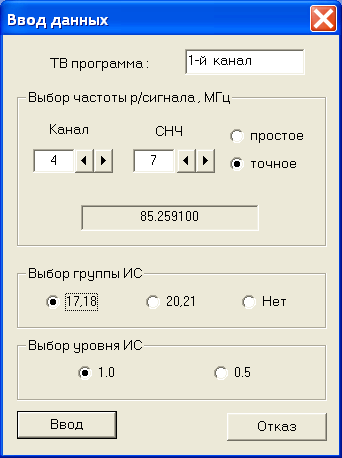 Ввод данных
ТВ программа : 1-й канал
Выбор частоты р/сигнала , МГц
Канал СНЧ
простое
4 7 точное
85.259100
Выбор группы ИС
17,18 20,21 Нет
Выбор уровня ИС
1.0 0.5
Ввод Отказ